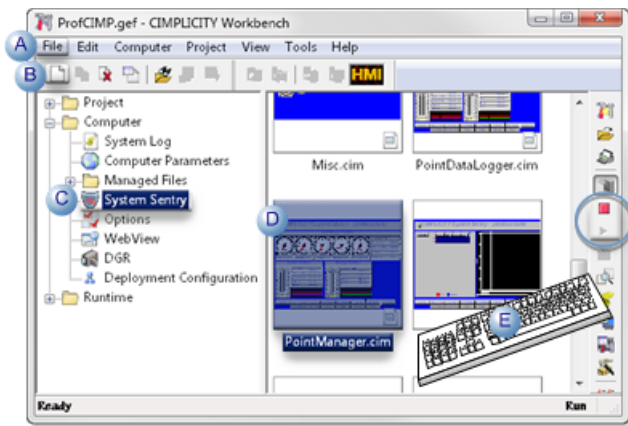 ProfCIMP.gef - CIMPLICITY Workbench
A File Edit Computer Project View Tools Help
B HMI
Project
Computer
System Log
Computer Parameters
Managed Files
C System Sentry
Options
WebView
DGR
Deployment Configuration
Runtime
Misc.cim PointDataLogger.cim
D
PointManager.cim
E
Ready Run